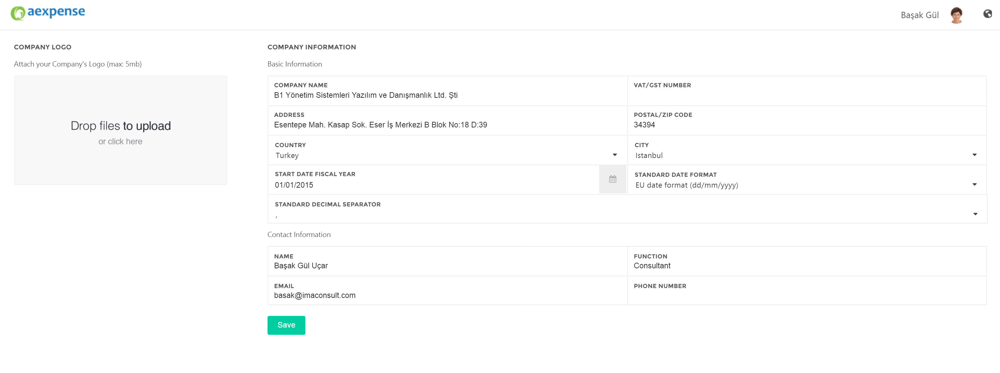 aexpense
Başak Gül
COMPANY LOGO
Attach your Company's Logo (max: 5mb)
Drop files to upload
or click here
COMPANY INFORMATION
Basic Information
COMPANY NAME
B1 Yönetim Sistemleri Yazılım ve Danışmanlık Ltd. Şti
VAT/GST NUMBER
ADDRESS
Esentepe Mah. Kasap Sok. Eser İş Merkezi B Blok No:18 D:39
POSTAL/ZIP CODE
34394
COUNTRY
Turkey
CITY
Istanbul
START DATE FISCAL YEAR
01/01/2015
STANDARD DATE FORMAT
EU date format (dd/mm/yyyy)
STANDARD DECIMAL SEPARATOR
,
Contact Information
NAME
Başak Gül Uçar
FUNCTION
Consultant
EMAIL
basak@imaconsult.com
PHONE NUMBER
Save